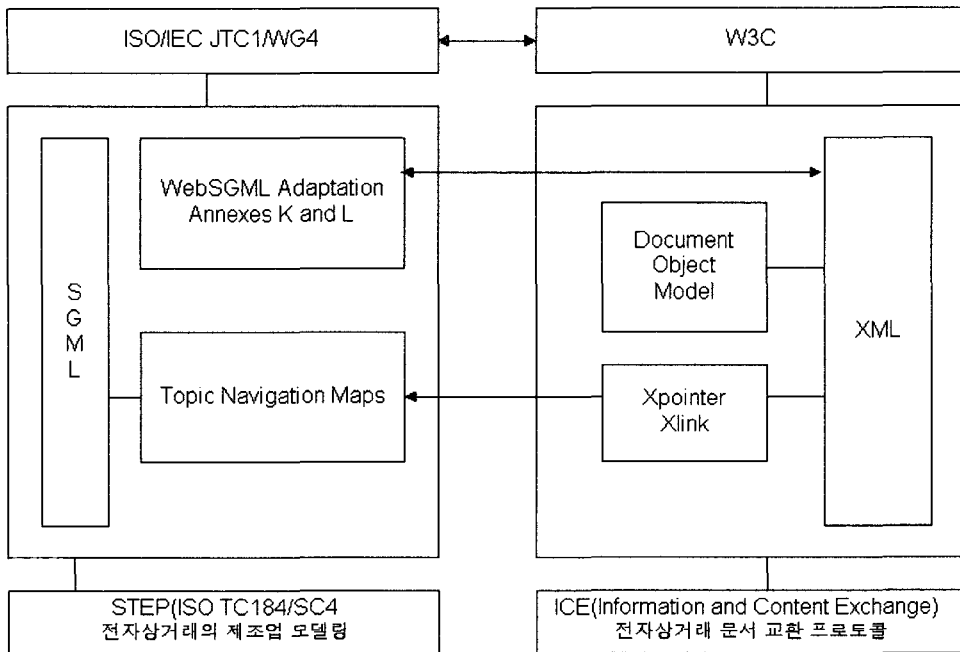 ISO/IEC JTC1/WG4
W3C
S
G
M
L
WebSGML Adaptation
Annexes K and L
Topic Navigation Maps
Document
Object
Model
Xpointer
Xlink
XML
STEP(ISO TC184/SC4
전자상거래의 제조업 모델링
ICE(Information and Content Exchange)
전자상거래 문서 교환 프로토콜